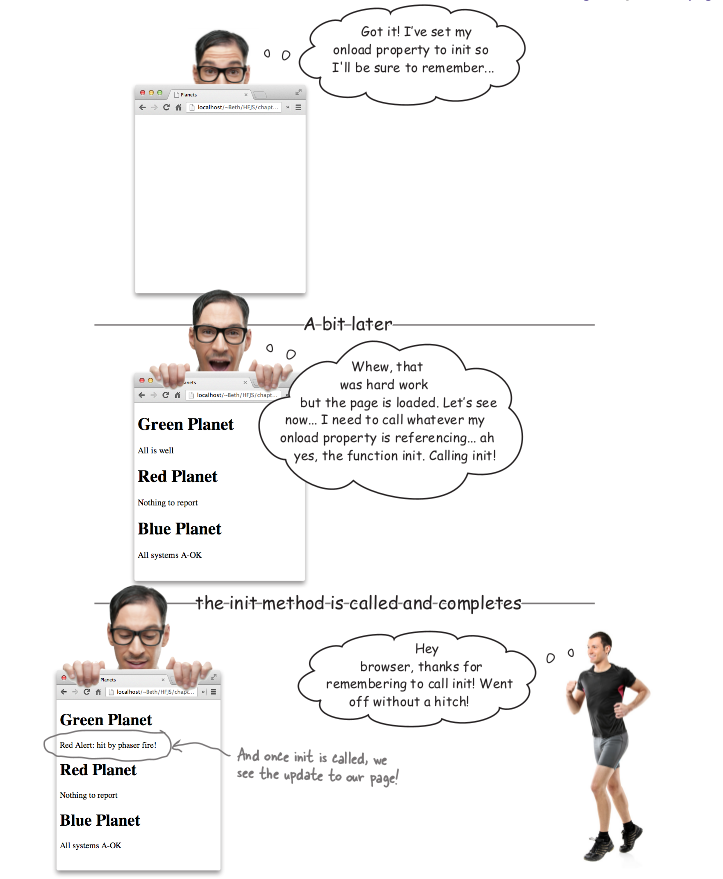 Got it! I've set my
onload property to init so
I'll be sure to remember...
Planets
localhost/~Beth/HFJS/chapt...
A bit later
Whew, that
was hard work
but the page is loaded. Let's see
now... I need to call whatever my
onload property is referencing... ah
yes, the function init. Calling init!
localhost/~Beth/HFJS/chapt...
Green Planet
All is well
Red Planet
Nothing to report
Blue Planet
All systems A-OK
the init method is called and completes
Hey
browser, thanks for
remembering to call init! Went
off without a hitch!
Planets
localhost/~Beth/HFJS/chapt...
Green Planet
Red Alert: hit by phaser fire!
And once init is called, we
see the update to our page!
Red Planet
Nothing to report
Blue Planet
All systems A-OK